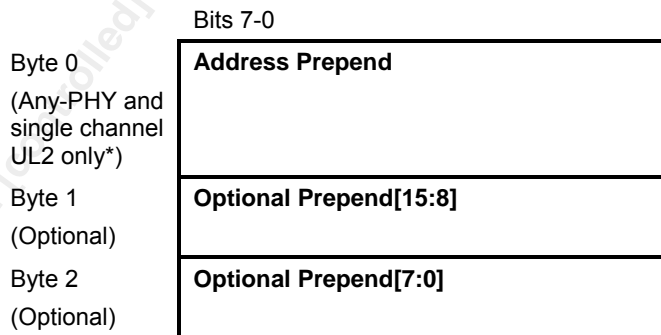 Bits 7-0
Byte 0
Address Prepend
(Any-PHY and
single channel
UL2 only*)
Byte 1
Optional Prepend[15:8]
(Optional)
Byte 2
Optional Prepend[7:0]
(Optional)